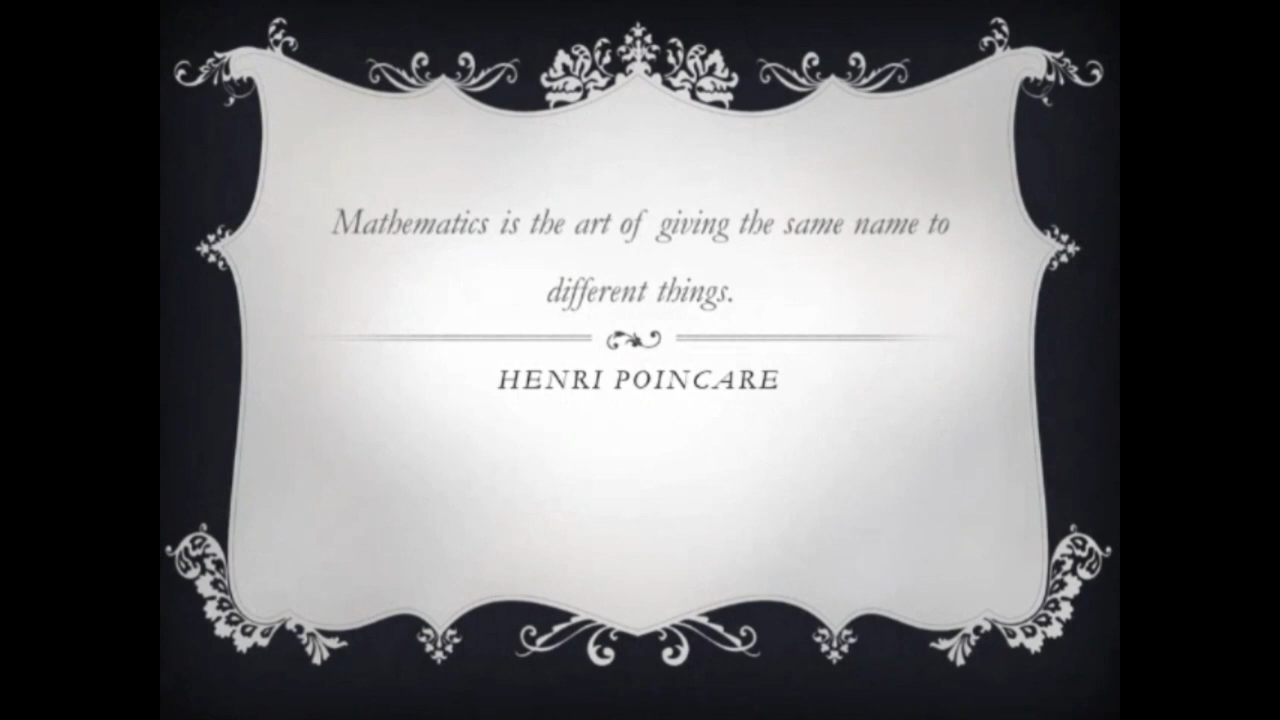 Mathematics is the art of giving the same name to
different things.
HENRI POINCARE